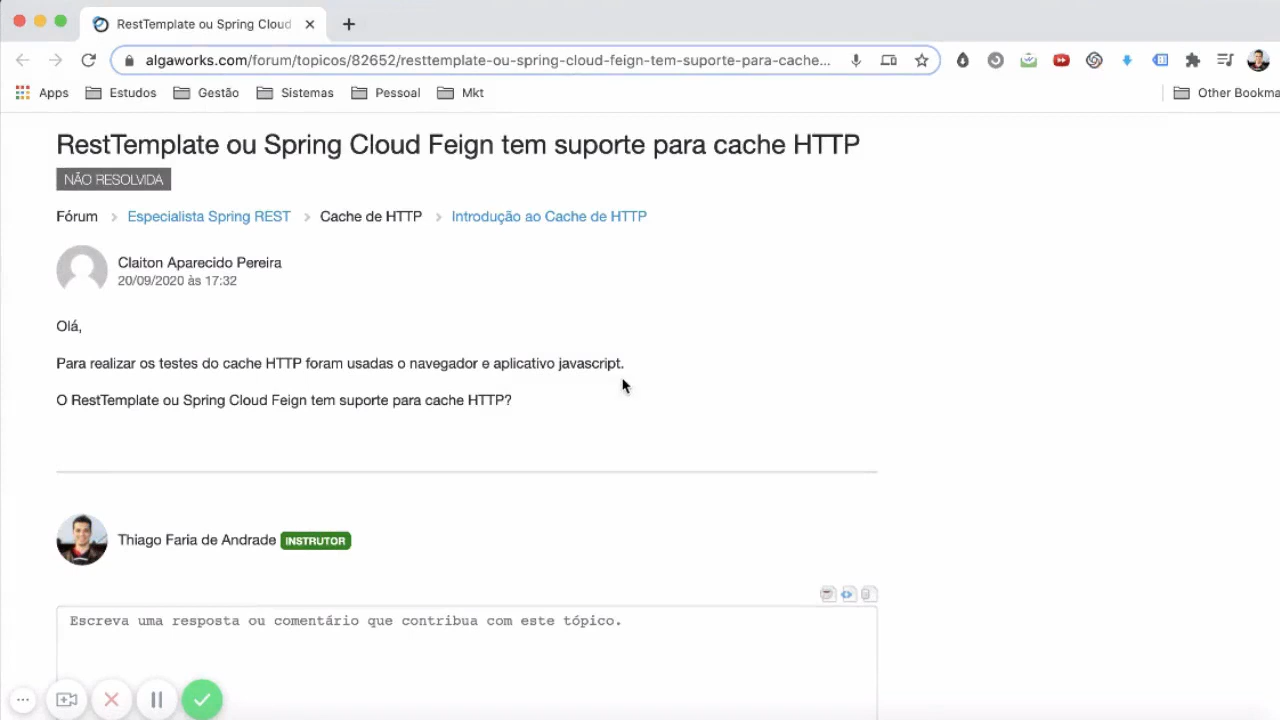 RestTemplate ou Spring Cloud
algaworks.com/forum/topicos/82652/resttemplate-ou-spring-cloud-feign-tem-suporte-para-cache...
Apps Estudos Gestão Sistemas Pessoal Mkt Other Bookma
RestTemplate ou Spring Cloud Feign tem suporte para cache HTTP
NÃO RESOLVIDA
Fórum > Especialista Spring REST > Cache de HTTP > Introdução ao Cache de HTTP
Claiton Aparecido Pereira
20/09/2020 às 17:32
Olá,
Para realizar os testes do cache HTTP foram usadas o navegador e aplicativo javascript.
O RestTemplate ou Spring Cloud Feign tem suporte para cache HTTP?
Thiago Faria de Andrade INSTRUTOR
Escreva uma resposta ou comentário que contribua com este tópico.